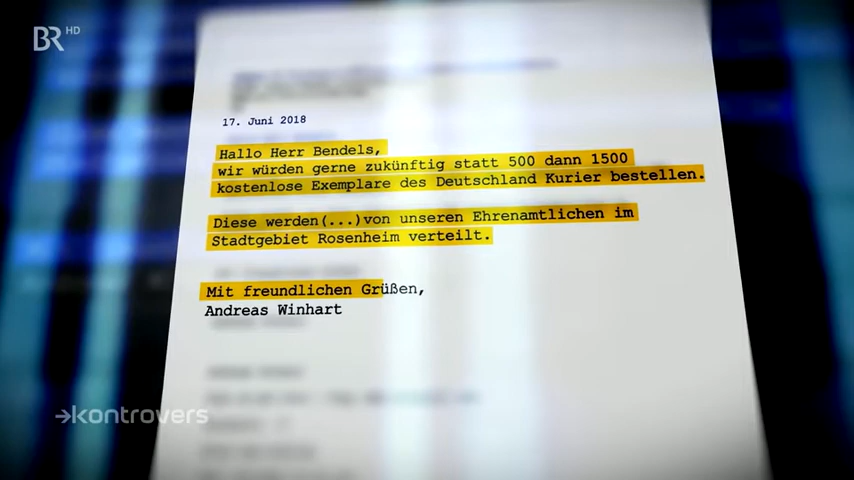 BR HD
17. Juni 2018
Hallo Herr Bendels,
wir würden gerne zukünftig statt 500 dann 1500
kostenlose Exemplare des Deutschland Kurier bestellen.
Diese werden(...)von unseren Ehrenamtlichen im
Stadtgebiet Rosenheim verteilt.
Mit freundlichen Grüßen,
Andreas Winhart
kontrovers